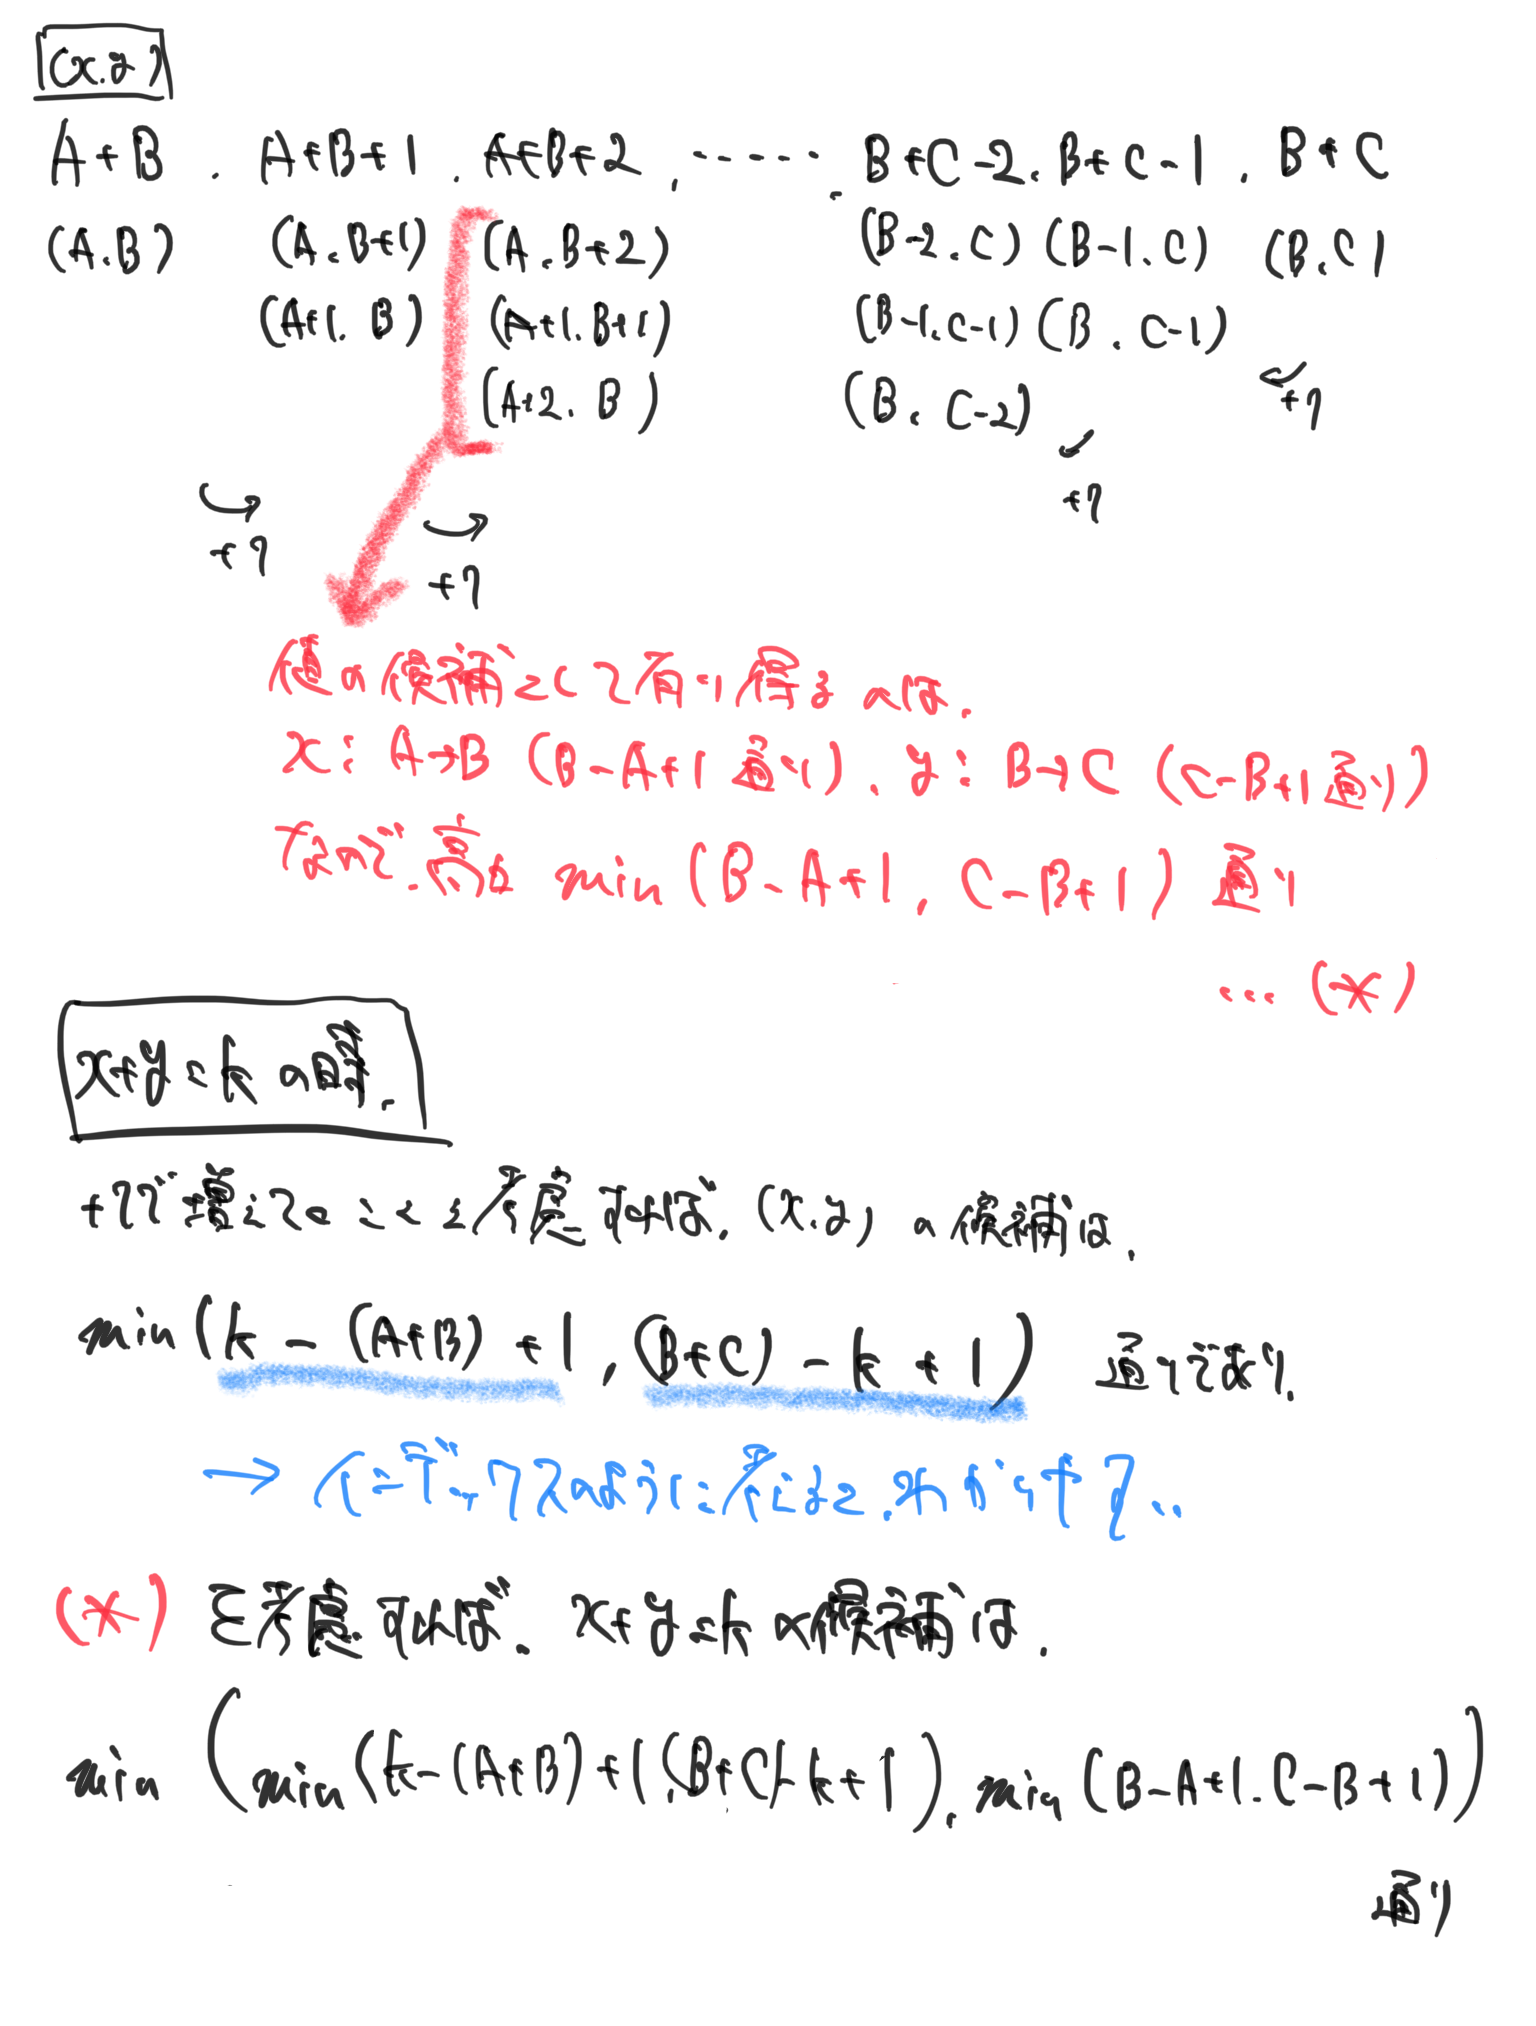 (x.y)
A+B . A+B+1 . A+B+2 , ‥‥‥ . B+C-2 . B+C-1 . B+C
(A.B) (A.B+1) (A.B+2) (B-2.C) (B-1.C) (B.C)
(A+1.B) (A+1.B+1) (B-1.C-1) (B.C-1)
(A+2.B) (B.C-2)
+1
+1
+1
+1
値の候補として有り得るのは.
x: A→B (B-A+1通り). y: B→C (C-B+1通り)
なので.高々 min (B-A+1, C-B+1) 通り
… (*)
x+y=k の時.
+1で増えてくことを考慮すれば. (x.y) の候補は.
min (k-(A+B)+1, (B+C)-k+1) 通りであり.
→ インデックスのように考えると.わかりやすい..
(*) を考慮すれば. x+y=k の候補は.
min (min (k-(A+B)+1,(B+C)-k+1). min (B-A+1.C-B+1))
通り